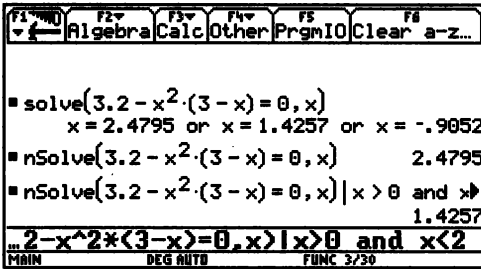 F1 F2 F3 F4 F5 F6
Algebra Calc Other PrgmIO Clear a-z…
▪ solve(3.2 - x²·(3 - x) = 0, x)
x = 2.4795 or x = 1.4257 or x = -.9052
▪ nSolve(3.2 - x²·(3 - x) = 0, x) 2.4795
▪ nSolve(3.2 - x²·(3 - x) = 0, x) | x > 0 and x▶
1.4257
…2-x^2*(3-x)=0,x)|x>0 and x<2
MAIN DEG AUTO FUNC 3/30